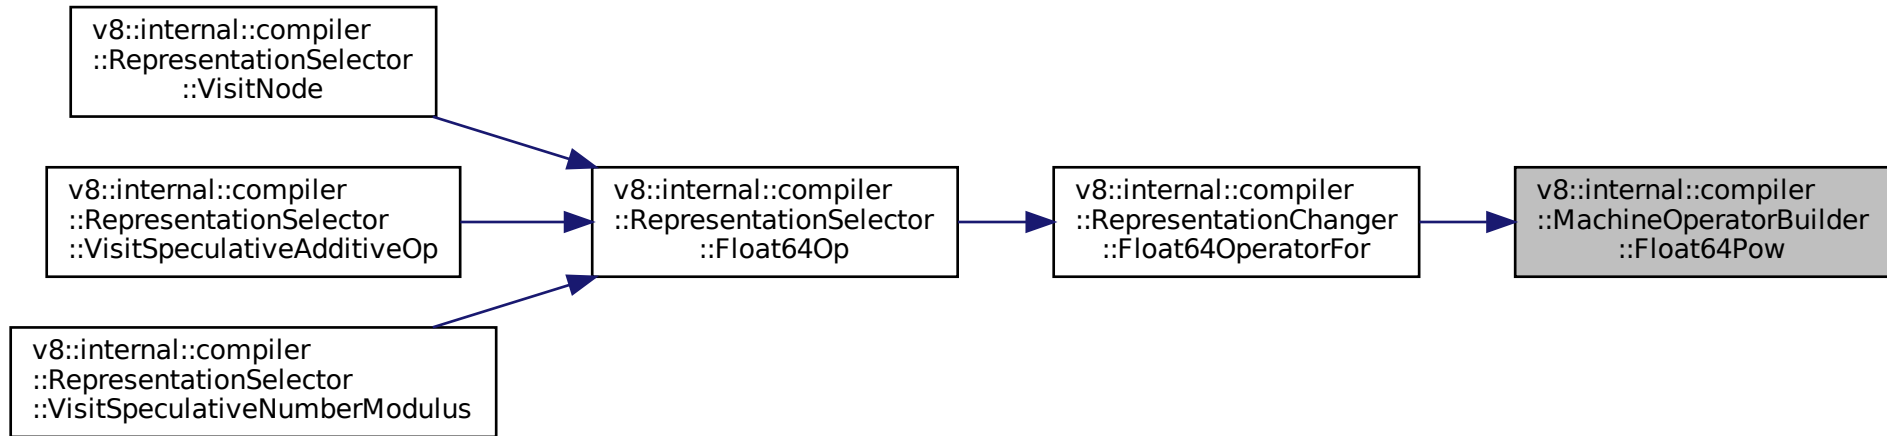 v8::internal::compiler
::RepresentationSelector
::VisitNode
v8::internal::compiler
::RepresentationSelector
::VisitSpeculativeAdditiveOp
v8::internal::compiler
::RepresentationSelector
::VisitSpeculativeNumberModulus
v8::internal::compiler
::RepresentationSelector
::Float64Op
v8::internal::compiler
::RepresentationChanger
::Float64OperatorFor
v8::internal::compiler
::MachineOperatorBuilder
::Float64Pow